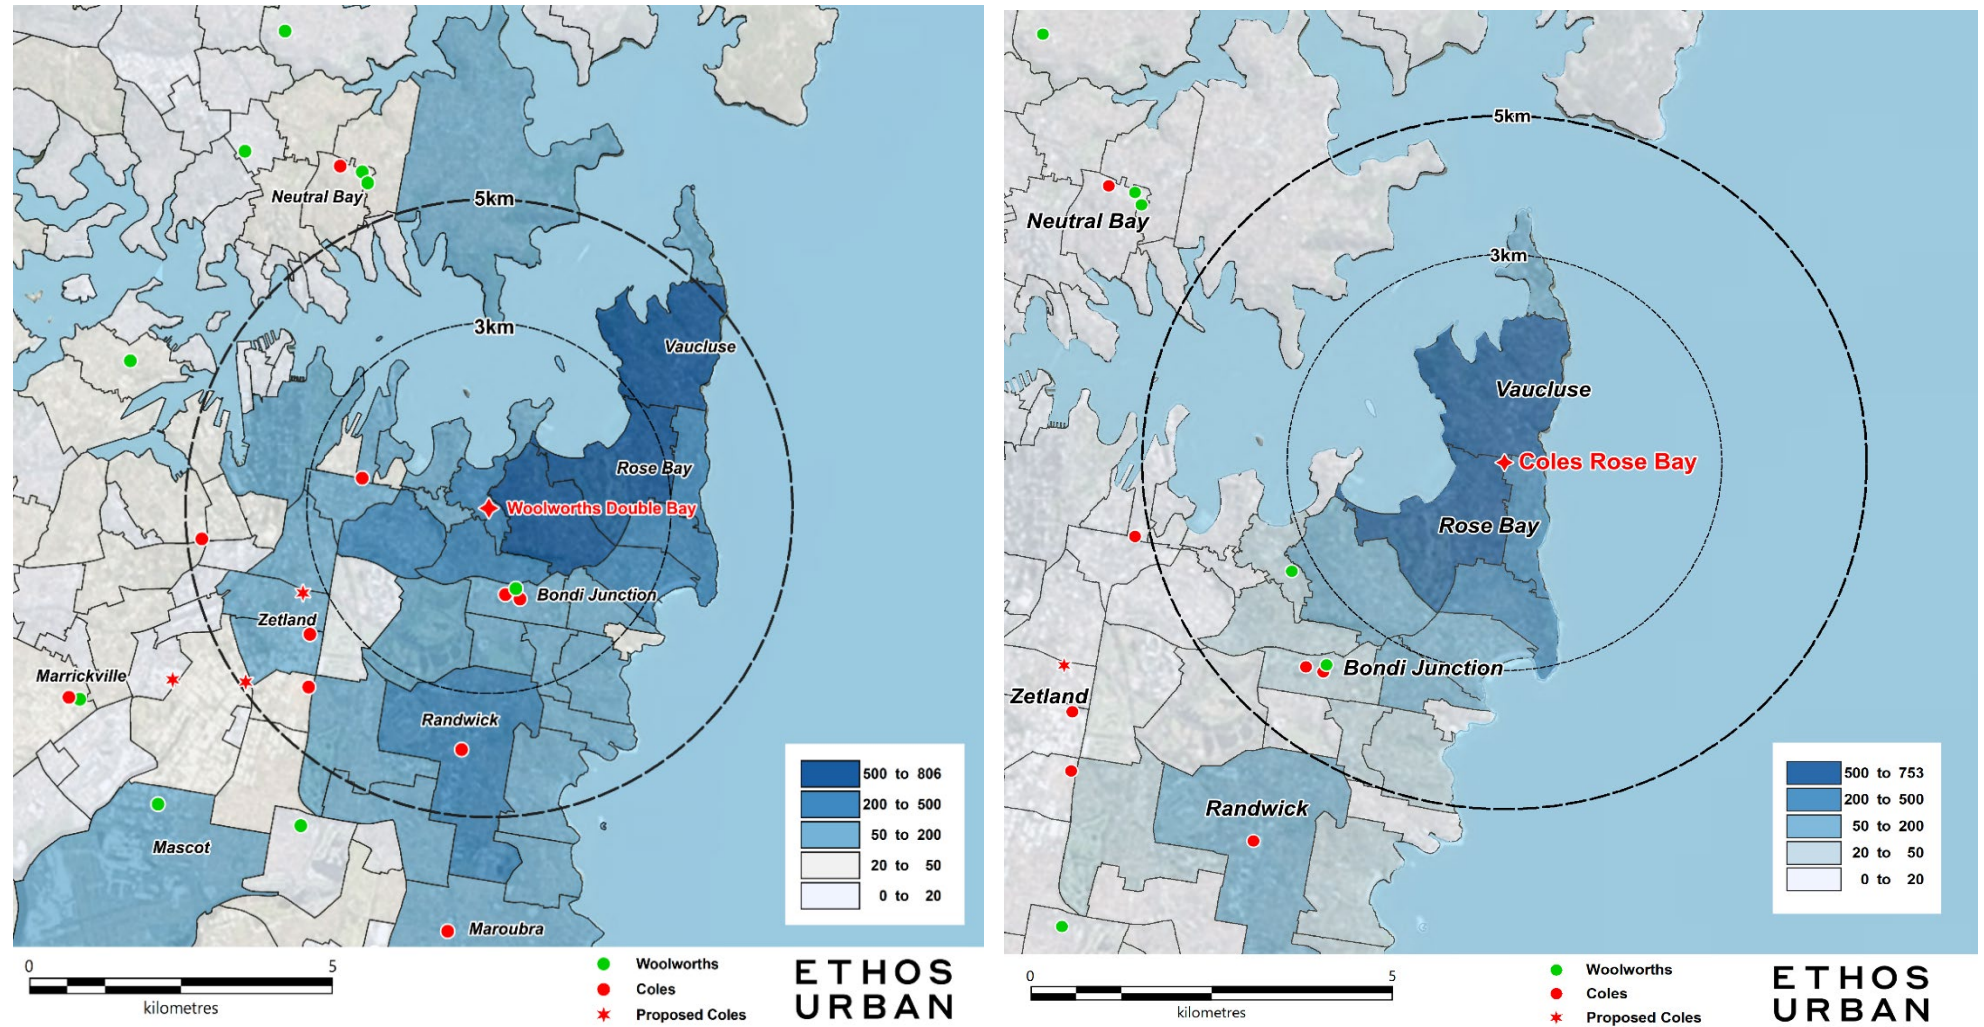 5km
Neutral Bay
3km
Vaucluse
Rose Bay
Woolworths Double Bay
Bondi Junction
Zetland
Marrickville
Randwick
Mascot
Maroubra
500 to 806
200 to 500
50 to 200
20 to 50
0 to 20
0 5
kilometres
Woolworths
Coles
Proposed Coles
ETHOS
URBAN
5km
Neutral Bay
3km
Vaucluse
Coles Rose Bay
Rose Bay
Bondi Junction
Zetland
Randwick
500 to 753
200 to 500
50 to 200
20 to 50
0 to 20
0 5
kilometres
Woolworths
Coles
Proposed Coles
ETHOS
URBAN